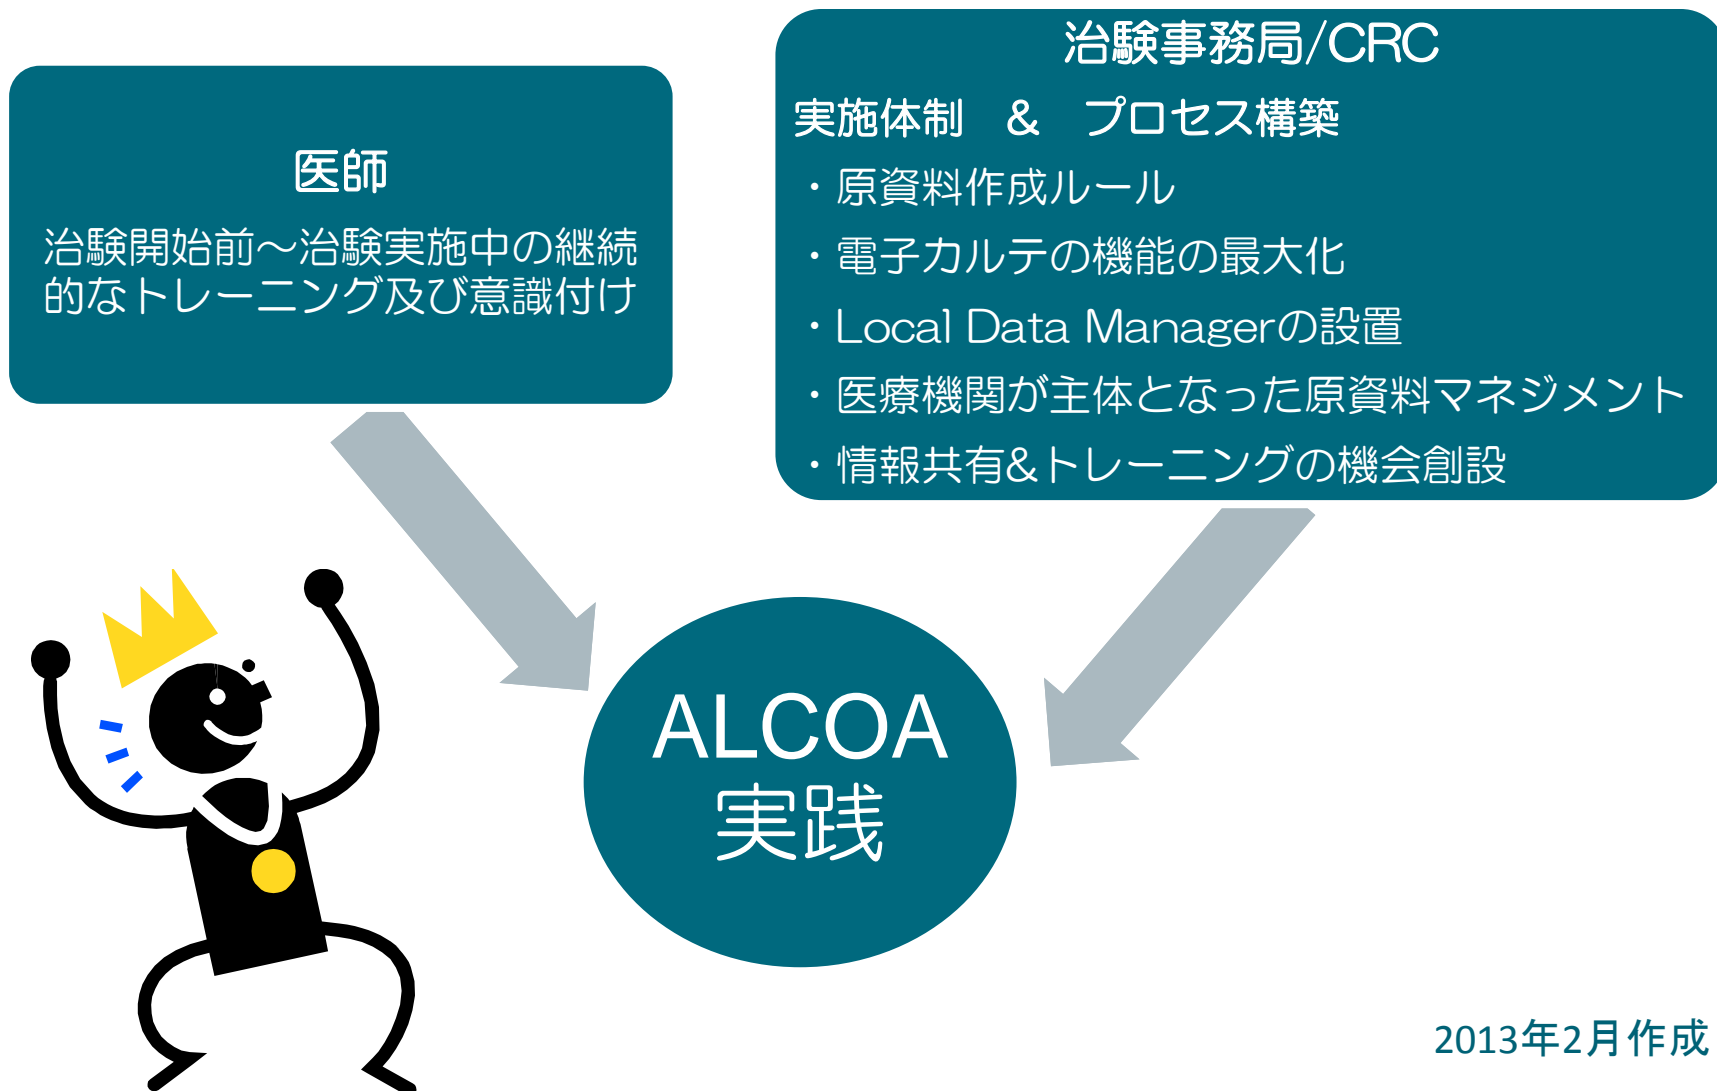 医師
治験開始前～治験実施中の継続
的なトレーニング及び意識付け
治験事務局/CRC
実施体制　&　プロセス構築
・原資料作成ルール
・電子カルテの機能の最大化
・Local Data Managerの設置
・医療機関が主体となった原資料マネジメント
・情報共有&トレーニングの機会創設
ALCOA
実践
2013年2月作成